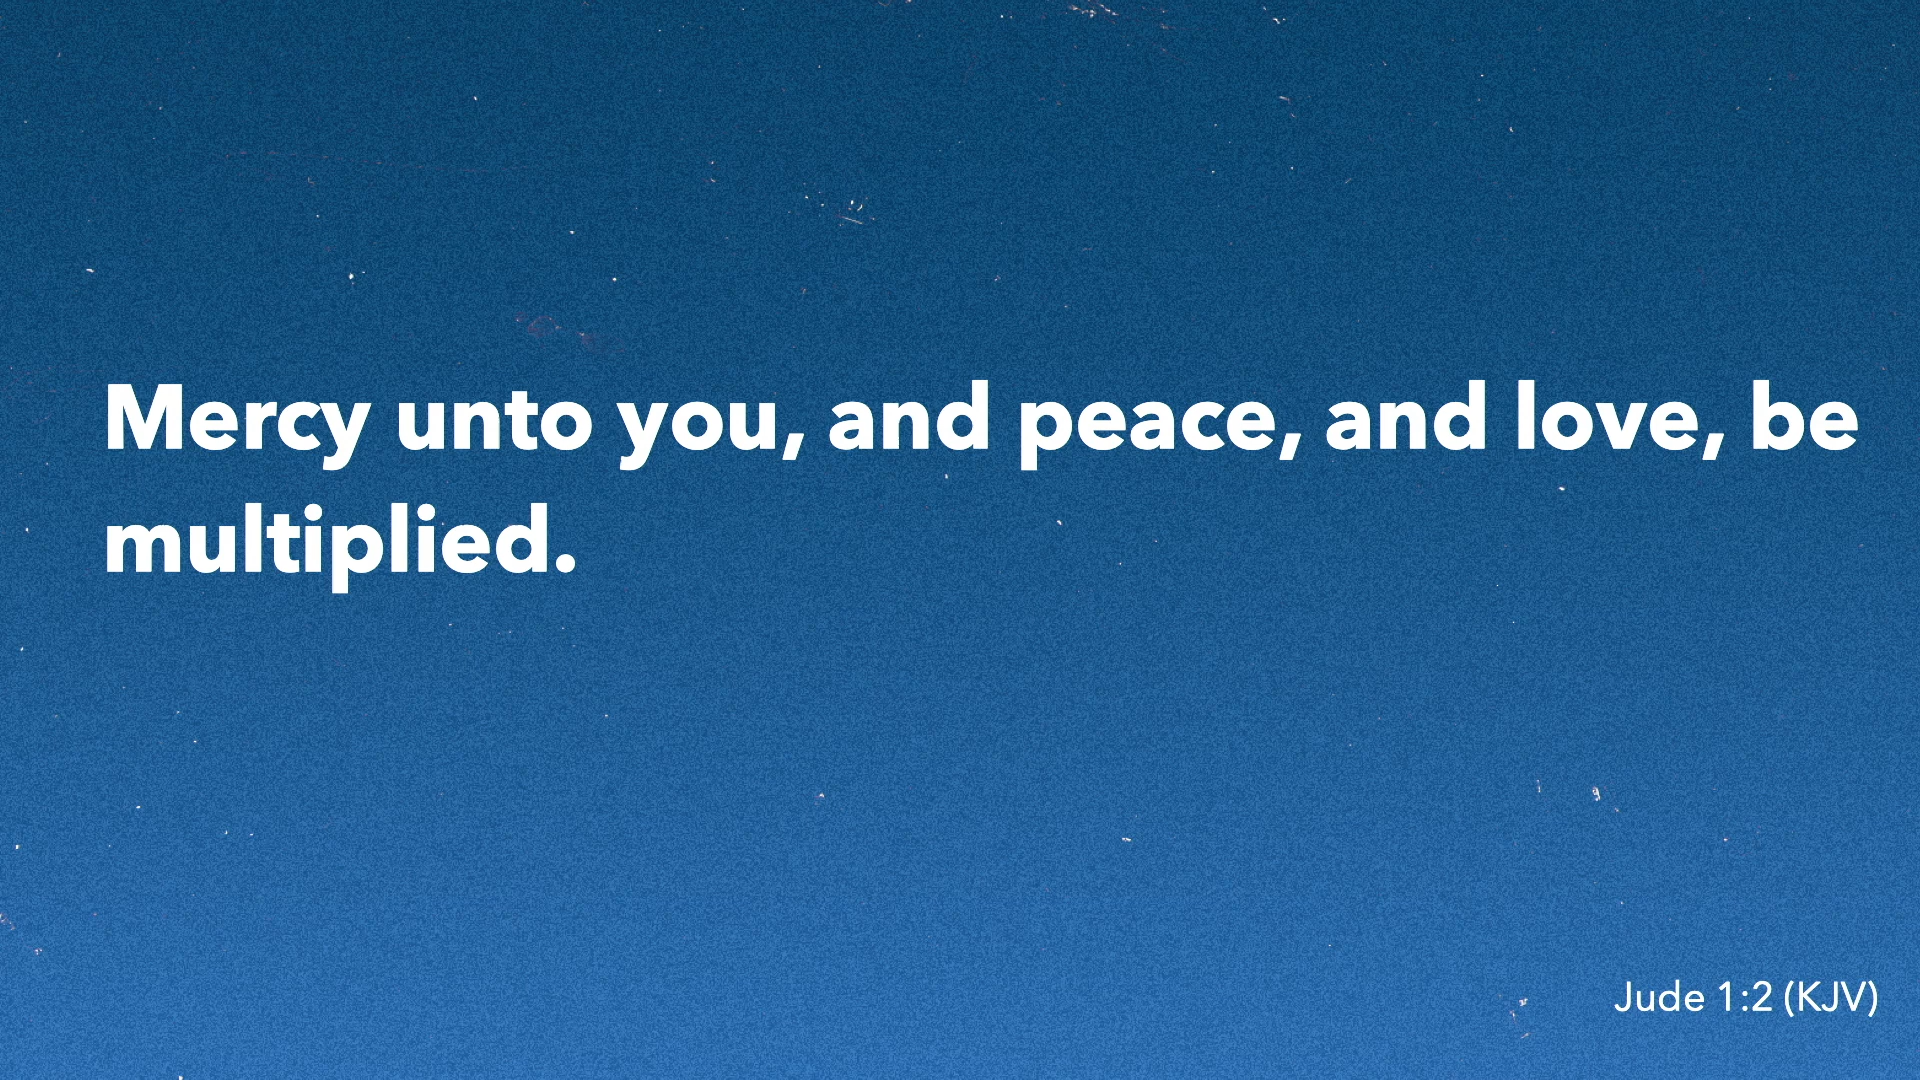 Mercy unto you, and peace, and love, be
multiplied.
Jude 1:2 (KJV)